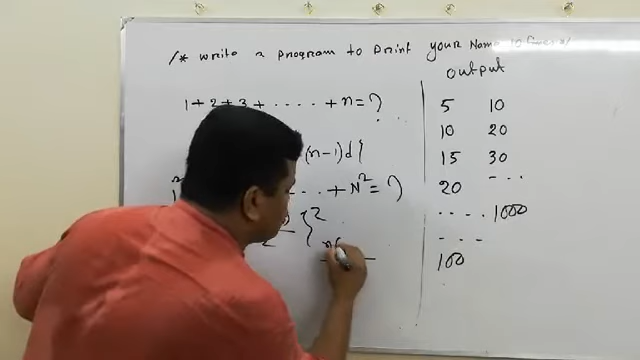 /* write a program to print your Name 10 times */
output
1 + 2 + 3 + ..... + n = ?
5 10
10 20
(n-1)d}
15 30
... + N² = ?
20 ---
}2
.... 1000
n(
---
100